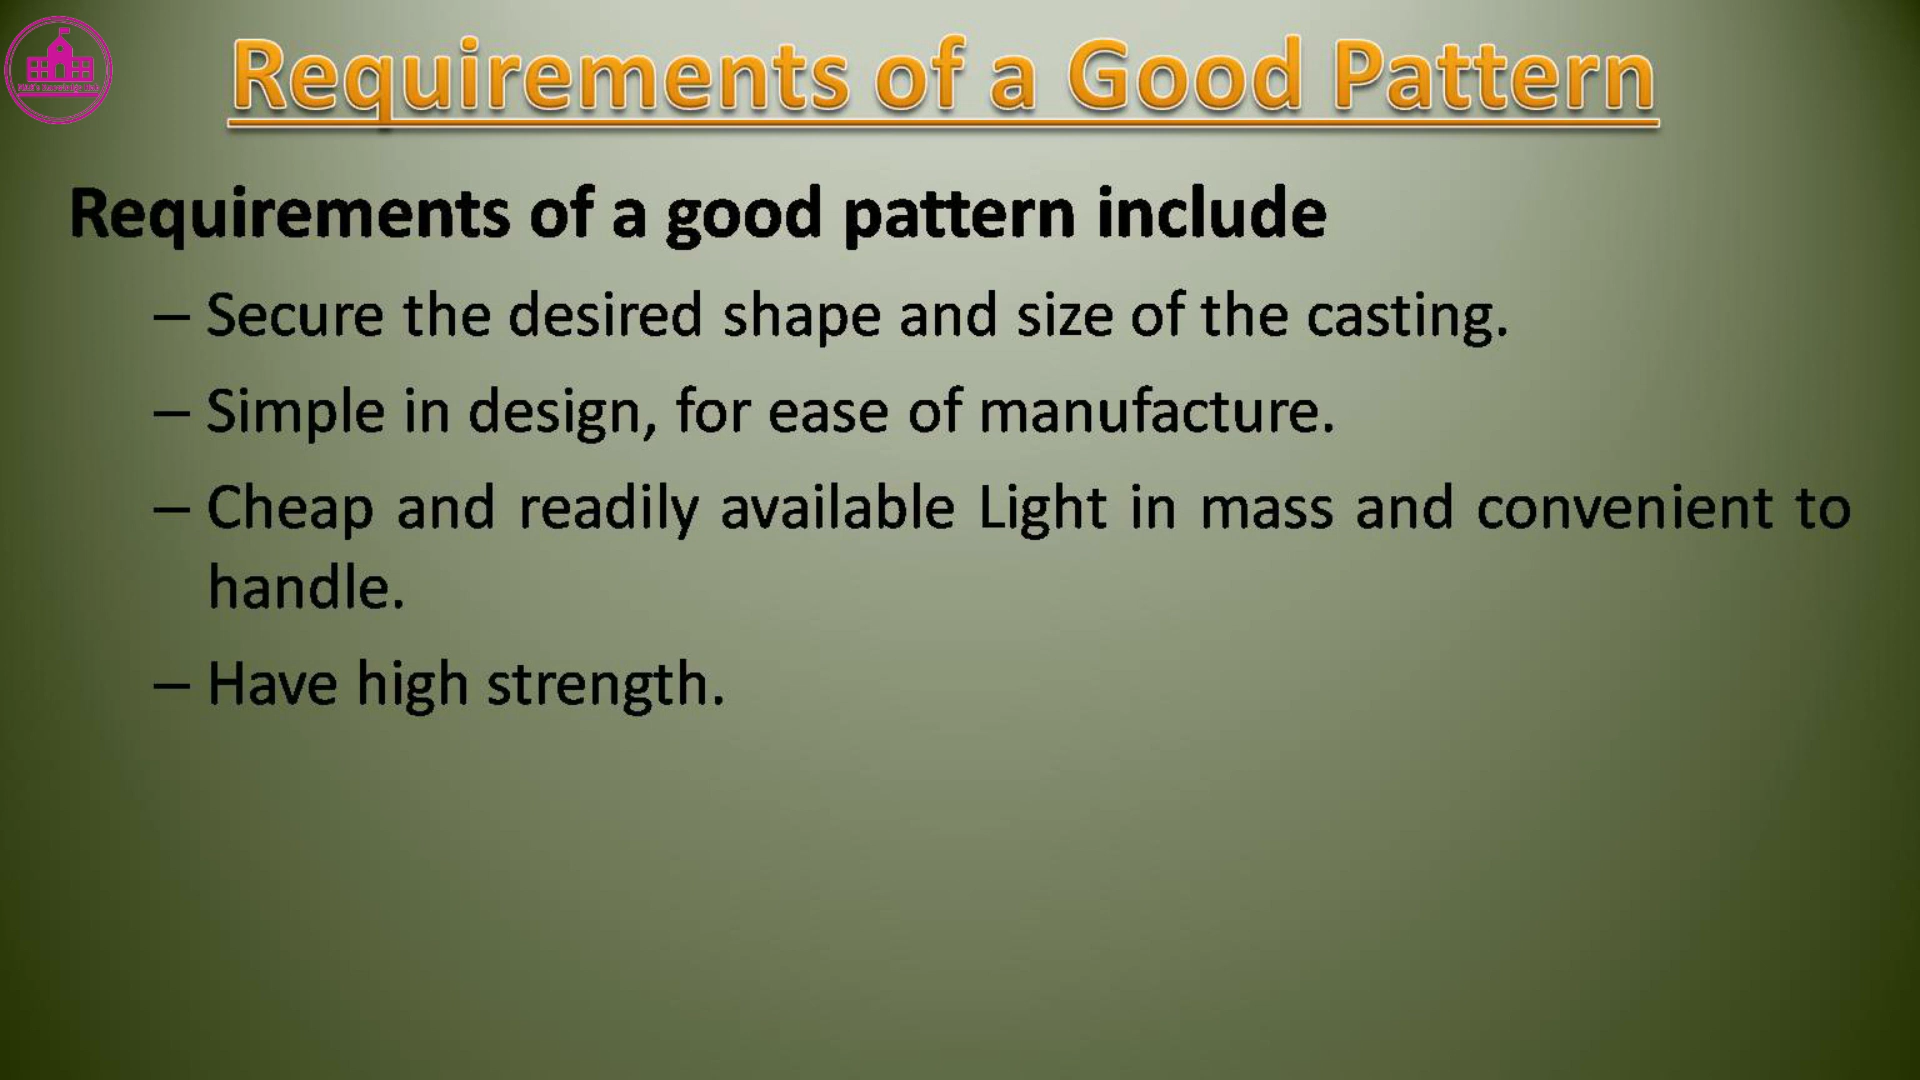 Requirements of a Good Pattern
Requirements of a good pattern include
– Secure the desired shape and size of the casting.
– Simple in design, for ease of manufacture.
– Cheap and readily available Light in mass and convenient to
handle.
– Have high strength.